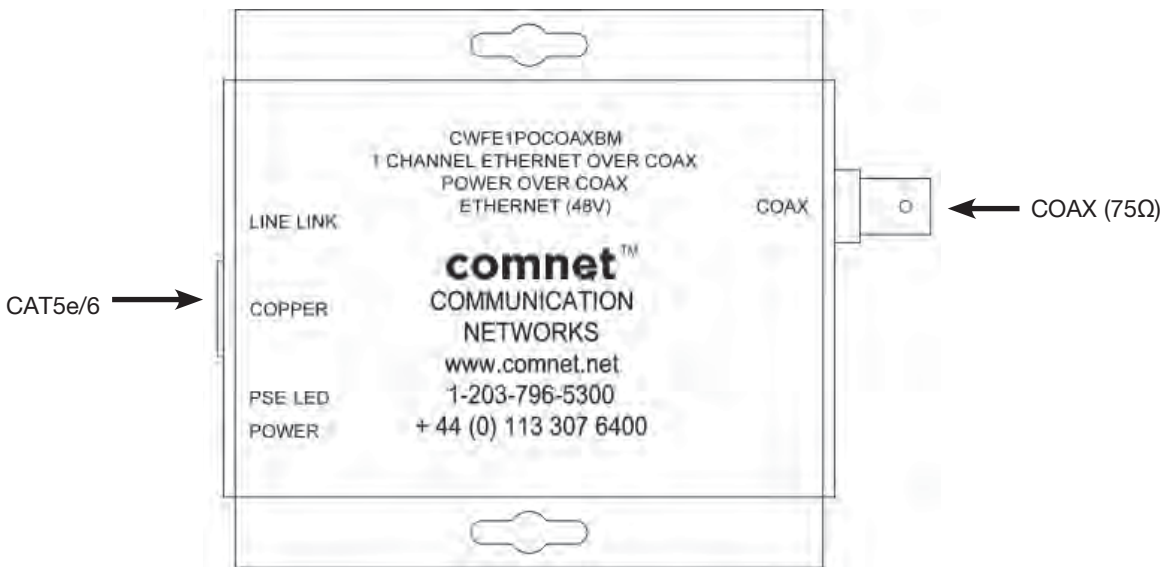 CWFE1POCOAXBM
1 CHANNEL ETHERNET OVER COAX
POWER OVER COAX
ETHERNET (48V)
COAX
COAX (75Ω)
LINE LINK
comnet™
CAT5e/6
COPPER
COMMUNICATION
NETWORKS
www.comnet.net
PSE LED
1-203-796-5300
POWER
+ 44 (0) 113 307 6400